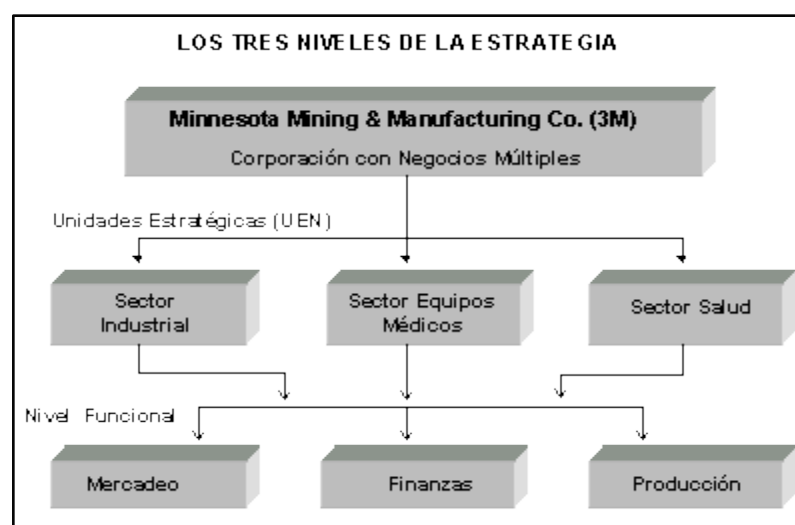 LOS TRES NIVELES DE LA ESTRATEGIA
Minnesota Mining & Manufacturing Co. (3M)
Corporación con Negocios Múltiples
Unidades Estratégicas (UEN)
Sector
Industrial
Sector Equipos
Médicos
Sector Salud
Nivel Funcional
Mercadeo
Finanzas
Producción